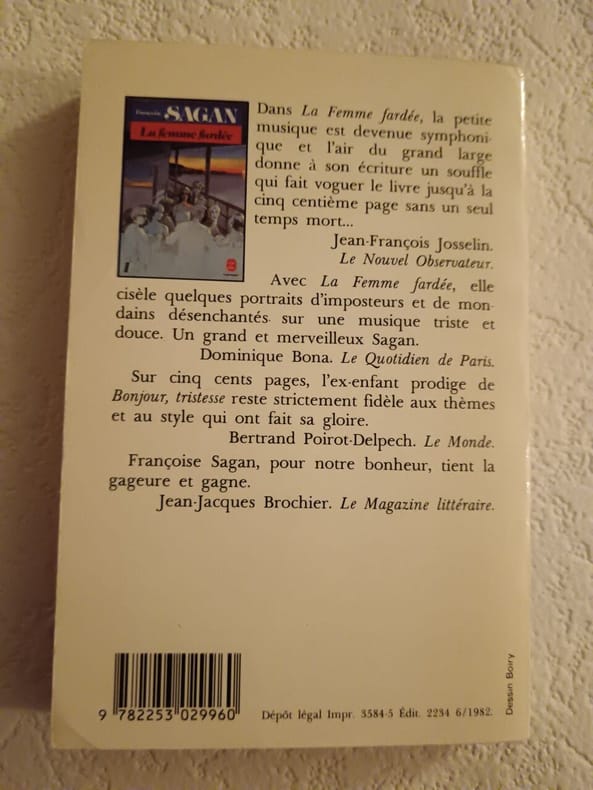 Françoise SAGAN
La femme fardée
Dans La Femme fardée, la petite
musique est devenue symphoni-
que et l'air du grand large
donne à son écriture un souffle
qui fait voguer le livre jusqu'à la
cinq centième page sans un seul
temps mort...
Jean-François Josselin.
Le Nouvel Observateur.
Avec La Femme fardée, elle
cisèle quelques portraits d'imposteurs et de mon-
dains désenchantés sur une musique triste et
douce. Un grand et merveilleux Sagan.
Dominique Bona. Le Quotidien de Paris.
Sur cinq cents pages, l'ex-enfant prodige de
Bonjour, tristesse reste strictement fidèle aux thèmes
et au style qui ont fait sa gloire.
Bertrand Poirot-Delpech. Le Monde.
Françoise Sagan, pour notre bonheur, tient la
gageure et gagne.
Jean-Jacques Brochier. Le Magazine littéraire.
9 782253 029960
Dépôt légal Impr. 3584-5 Édit. 2234 6/1982.
Dessin Boiry